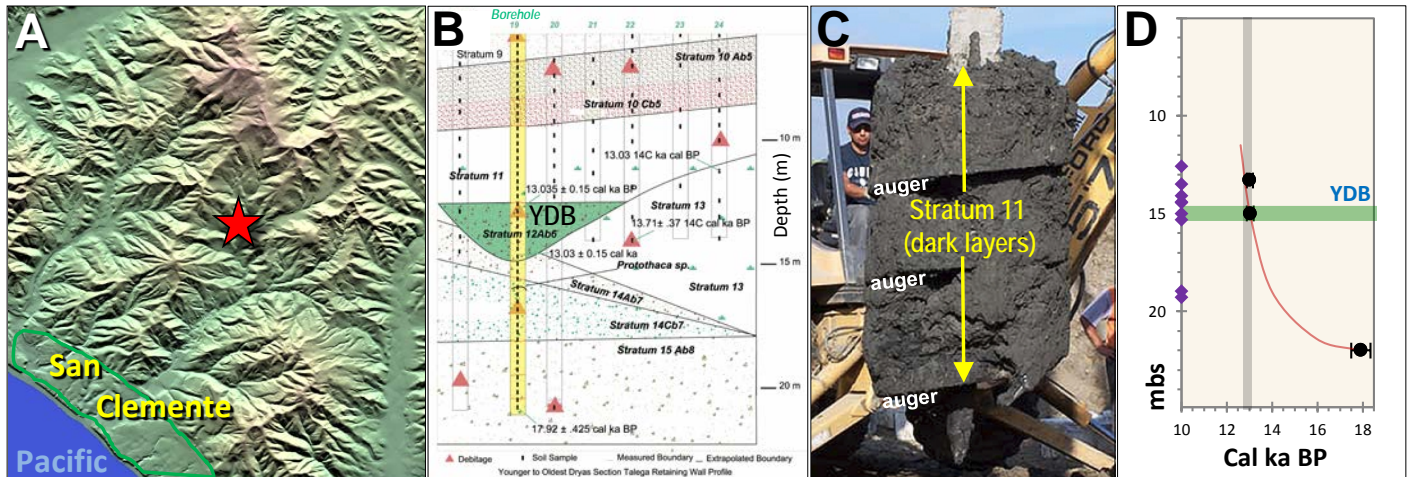 A
San
Clemente
Pacific
B
Borehole
19 20 21 22 23 24
Stratum 9
Stratum 10 Ab5
Stratum 10 Cb5
10 m
13.03 14C ka cal BP
Stratum 11
13.035 ± 0.15 cal ka BP
YDB
Stratum 13
Stratum 12Ab6
13.71± .37 14C ka cal BP
13.03 ± 0.15 cal ka
Protothaca sp.
15 m
Stratum 13
Stratum 14Ab7
Stratum 14Cb7
Stratum 15 Ab8
20 m
17.92 ± .425 cal ka BP
Depth (m)
Debitage
Soil Sample
Measured Boundary
Extrapolated Boundary
Younger to Oldest Dryas Section Talega Retaining Wall Profile
C
auger
Stratum 11
(dark layers)
auger
auger
D
10
YDB
15
20
mbs
10 12 14 16 18
Cal ka BP